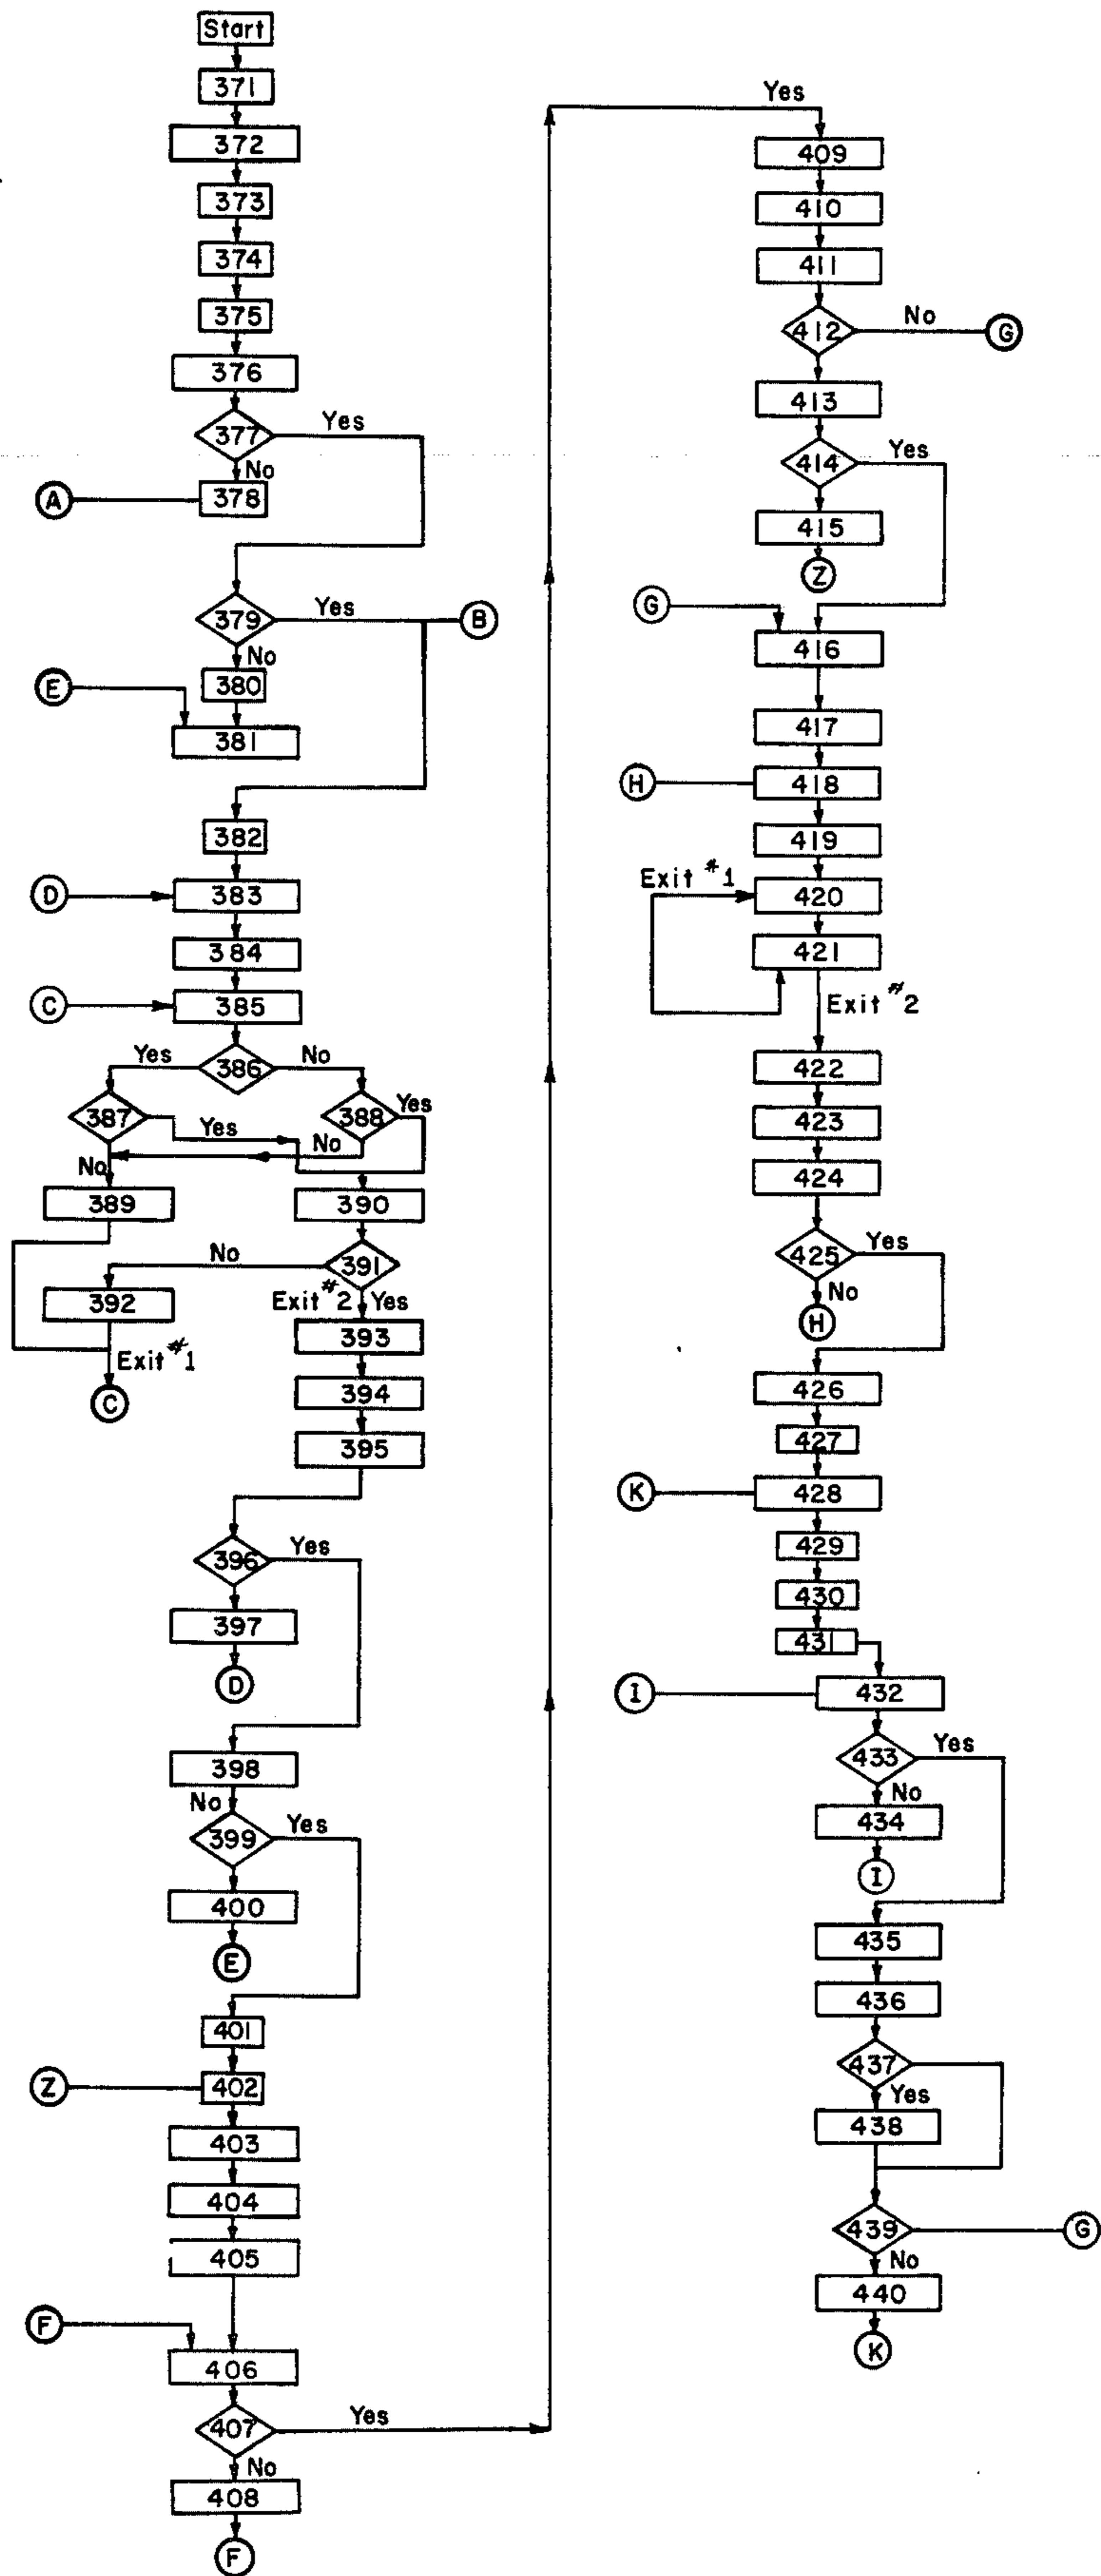 Start
371
372
373
374
375
376
377
Yes
No
A
378
379
Yes
B
No
380
E
381
382
D
383
384
C
385
Yes
386
No
387
Yes
388
Yes
No
No
389
390
No
391
392
Exit #2
Yes
393
Exit #1
C
394
395
396
Yes
397
D
398
No
399
Yes
400
E
401
Z
402
403
404
405
F
406
407
Yes
No
408
F
Yes
409
410
411
412
No
G
413
414
Yes
415
Z
G
416
417
H
418
419
Exit #1
420
421
Exit #2
422
423
424
425
Yes
No
H
426
427
K
428
429
430
431
I
432
433
Yes
No
434
I
435
436
437
Yes
438
439
G
No
440
K